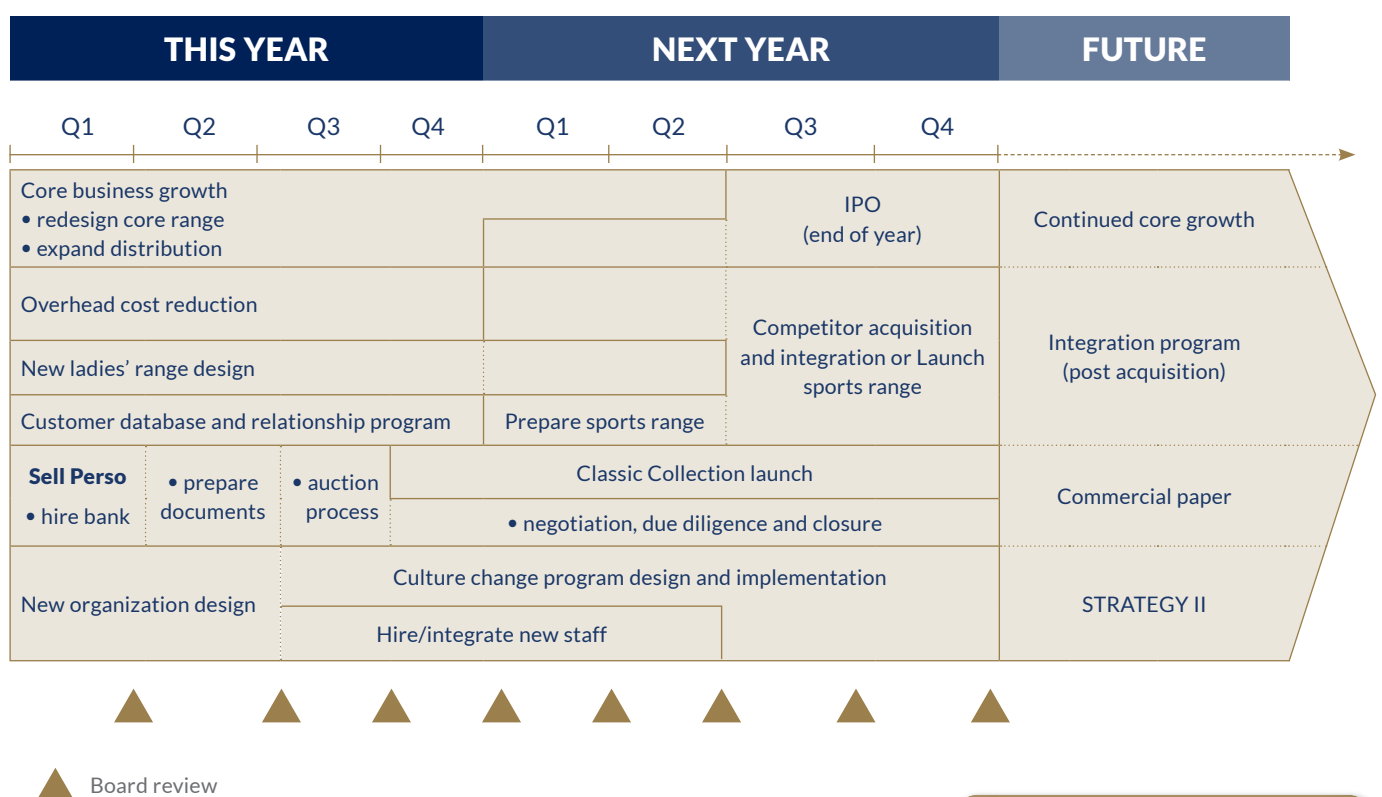 THIS YEAR
NEXT YEAR
FUTURE
Q1
Q2
Q3
Q4
Q1
Q2
Q3
Q4
Core business growth
• redesign core range
• expand distribution
IPO
(end of year)
Continued core growth
Overhead cost reduction
New ladies’ range design
Customer database and relationship program
Prepare sports range
Competitor acquisition
and integration or Launch
sports range
Integration program
(post acquisition)
Sell Perso
• hire bank
• prepare
documents
• auction
process
Classic Collection launch
• negotiation, due diligence and closure
Commercial paper
New organization design
Culture change program design and implementation
Hire/integrate new staff
STRATEGY II
Board review